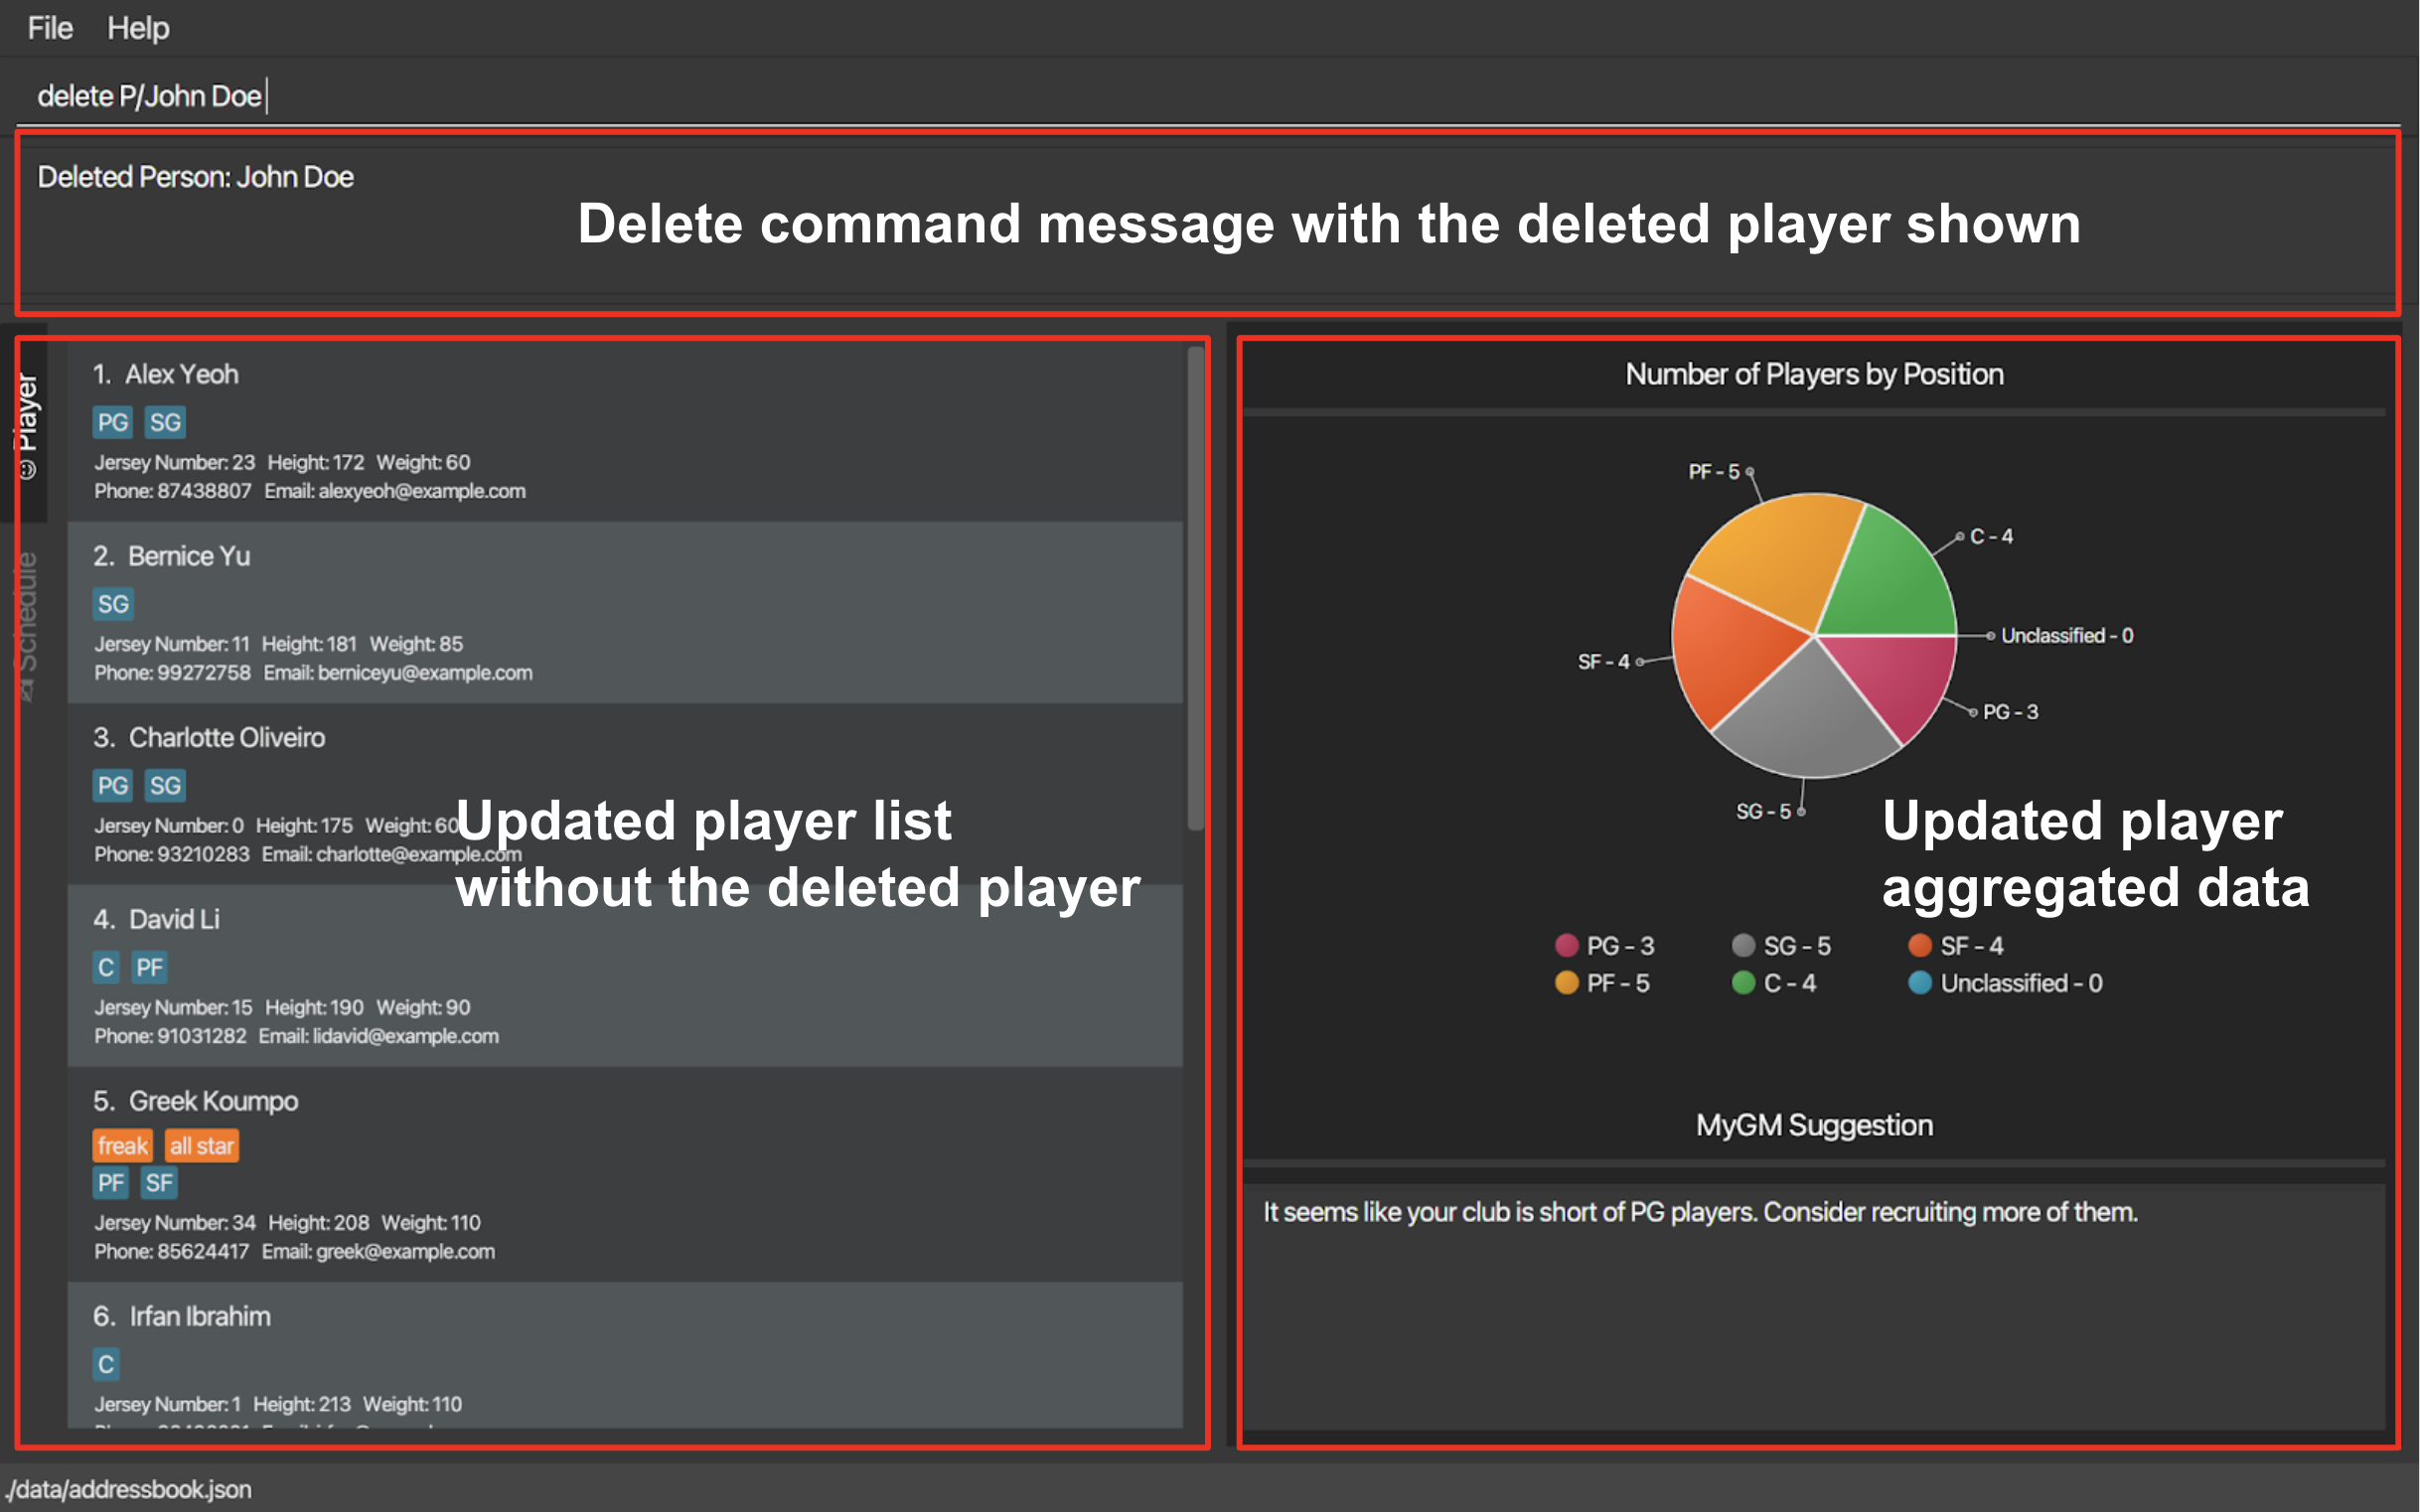 File Help
delete P/John Doe
Deleted Person: John Doe
Delete command message with the deleted player shown
Player
Schedule
1. Alex Yeoh
PG SG
Jersey Number: 23 Height: 172 Weight: 60
Phone: 87438807 Email: alexyeoh@example.com
2. Bernice Yu
SG
Jersey Number: 11 Height: 181 Weight: 85
Phone: 99272758 Email: berniceyu@example.com
3. Charlotte Oliveiro
PG SG
Jersey Number: 0 Height: 175 Weight: 60
Phone: 93210283 Email: charlotte@example.com
Updated player list
without the deleted player
4. David Li
C PF
Jersey Number: 15 Height: 190 Weight: 90
Phone: 91031282 Email: lidavid@example.com
5. Greek Koumpo
freak all star
PF SF
Jersey Number: 34 Height: 208 Weight: 110
Phone: 85624417 Email: greek@example.com
6. Irfan Ibrahim
C
Jersey Number: 1 Height: 213 Weight: 110
Number of Players by Position
PF - 5
C - 4
Unclassified - 0
SF - 4
PG - 3
SG - 5
Updated player
aggregated data
PG - 3 SG - 5 SF - 4
PF - 5 C - 4 Unclassified - 0
MyGM Suggestion
It seems like your club is short of PG players. Consider recruiting more of them.
./data/addressbook.json